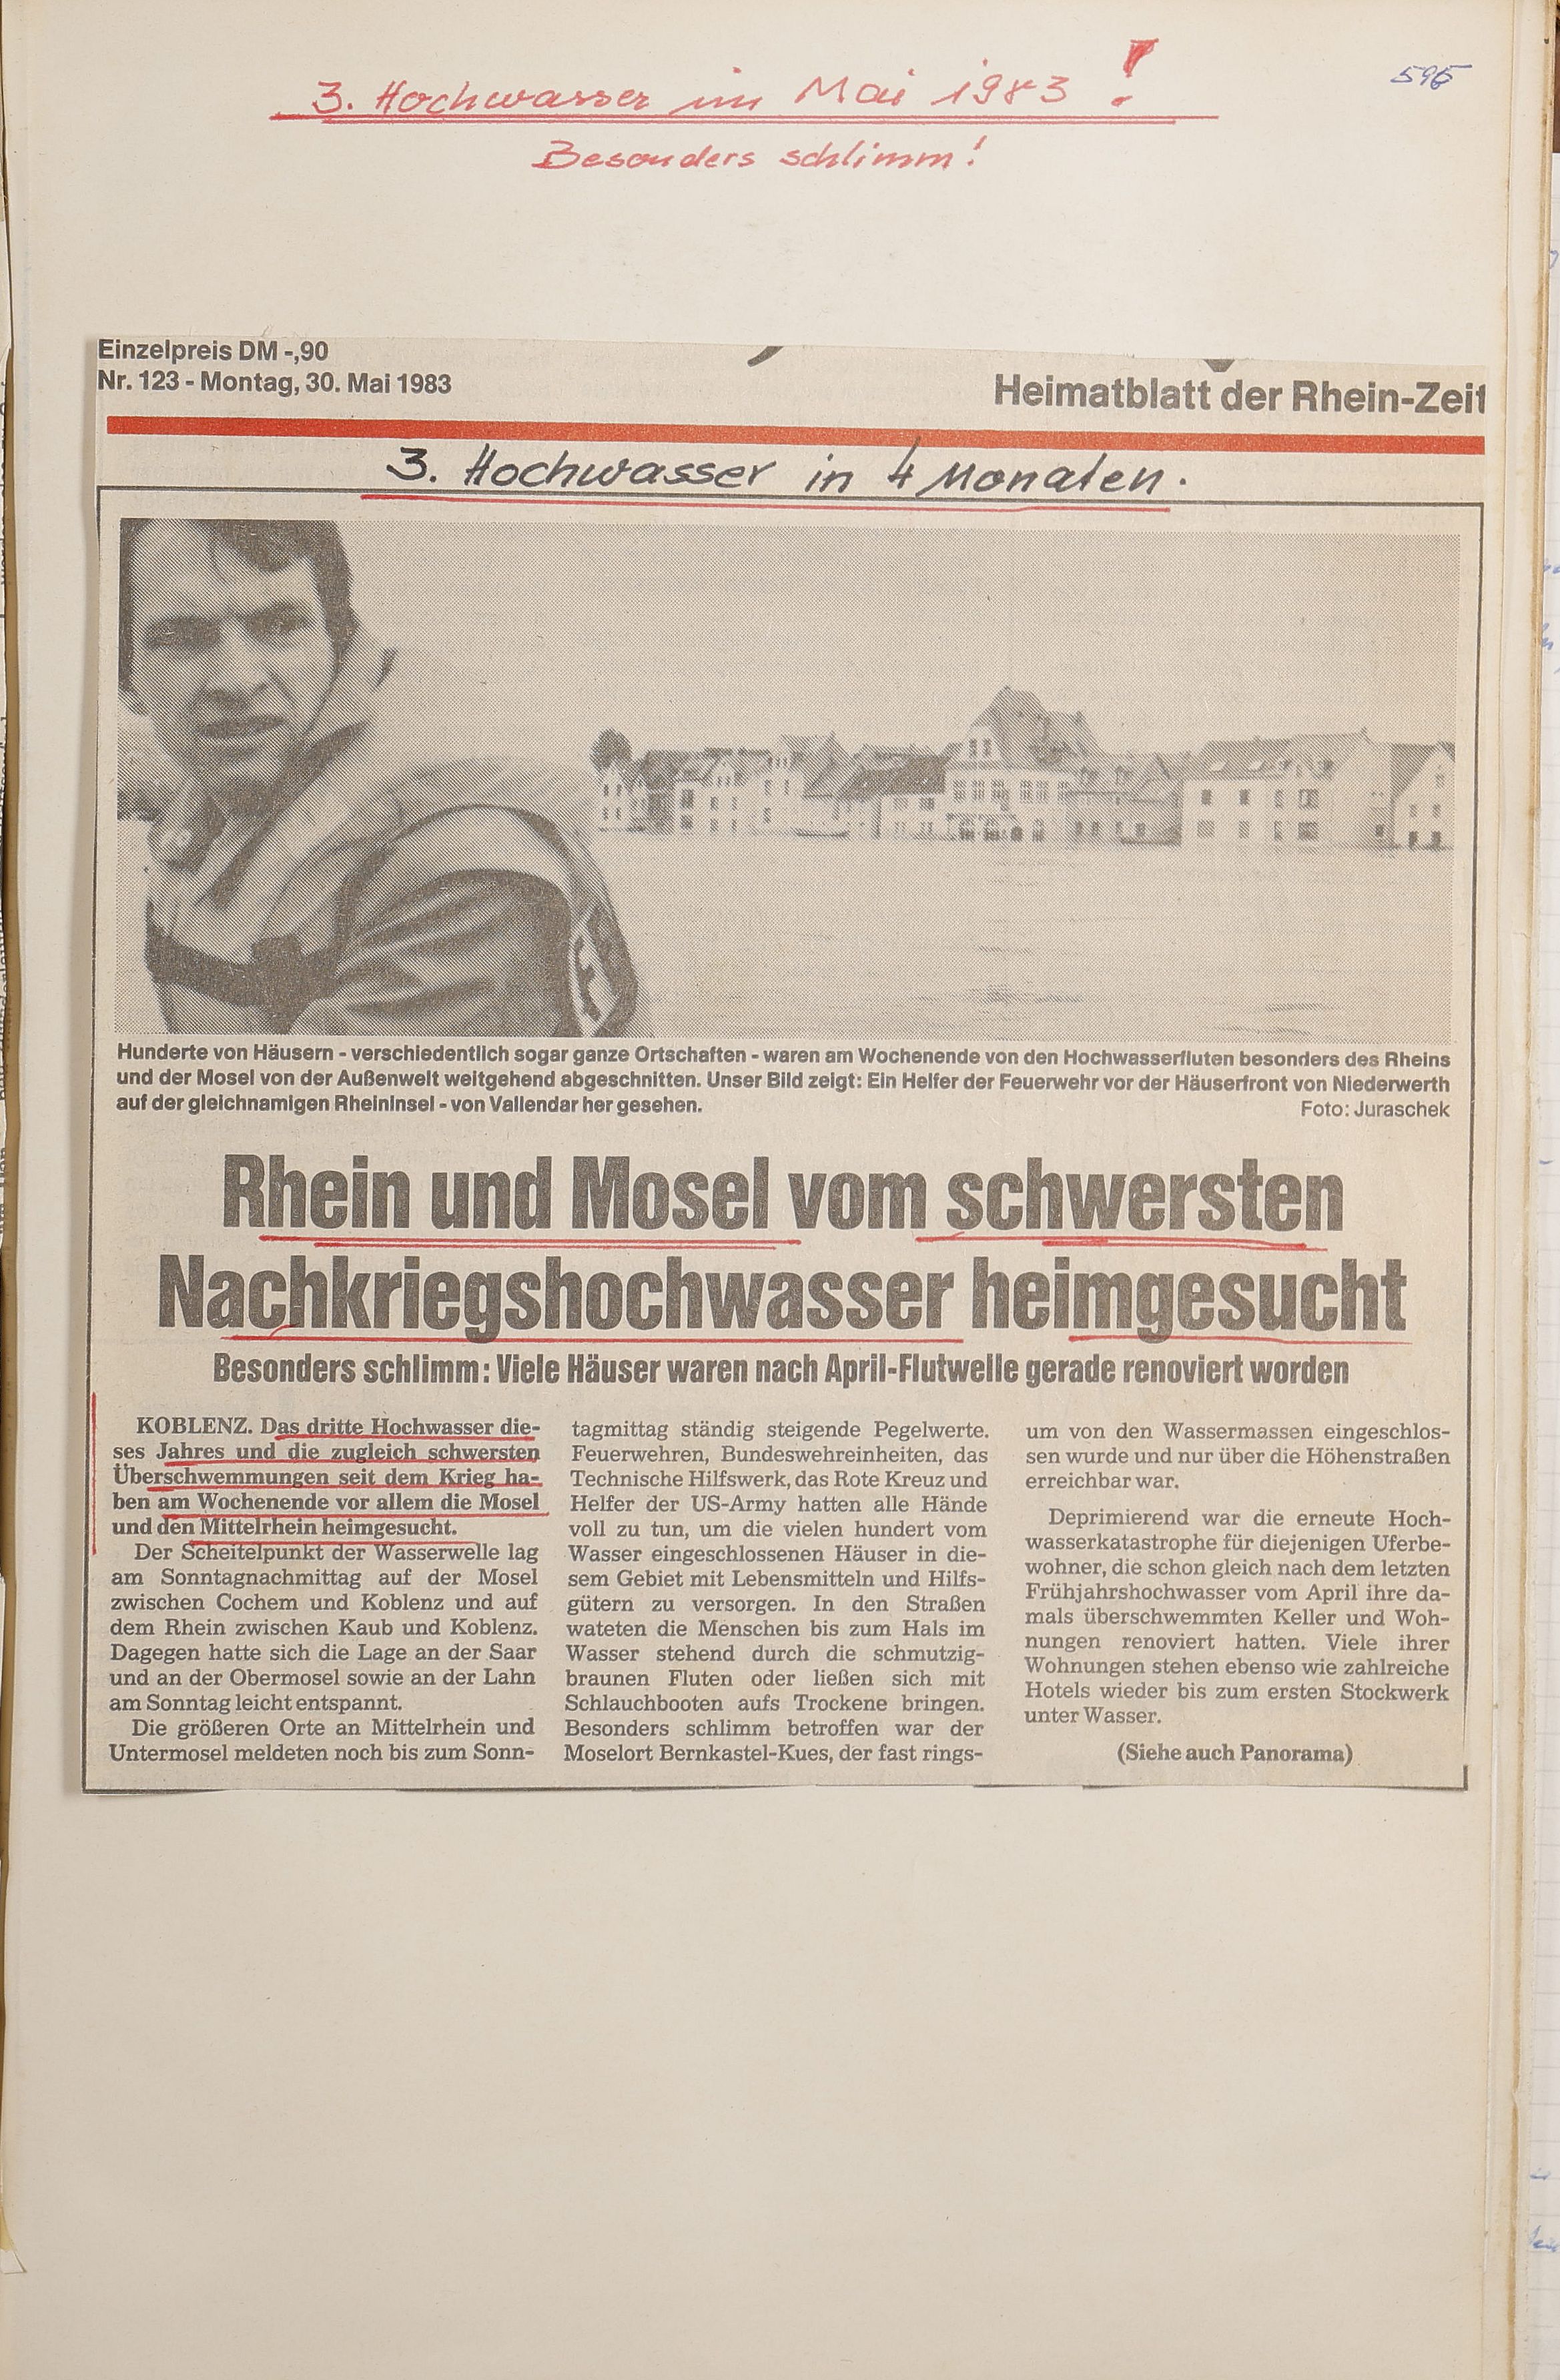 3. Hochwasser im Mai 1983!
Besonders schlimm!
Einzelpreis DM -,90
Nr. 123 - Montag, 30. Mai 1983
Heimatblatt der Rhein-Zeit
3. Hochwasser in 4 Monaten.
Hunderte von Häusern - verschiedentlich sogar ganze Ortschaften - waren am Wochenende von den Hochwasserfluten besonders des Rheins
und der Mosel von der Außenwelt weitgehend abgeschnitten. Unser Bild zeigt: Ein Helfer der Feuerwehr vor der Häuserfront von Niederwerth
auf der gleichnamigen Rheininsel - von Vallendar her gesehen.
Foto: Juraschek
Rhein und Mosel vom schwersten
Nachkriegshochwasser heimgesucht
Besonders schlimm: Viele Häuser waren nach April-Flutwelle gerade renoviert worden
KOBLENZ. Das dritte Hochwasser die-
ses Jahres und die zugleich schwersten
Überschwemmungen seit dem Krieg ha-
ben am Wochenende vor allem die Mosel
und den Mittelrhein heimgesucht.
Der Scheitelpunkt der Wasserwelle lag
am Sonntagnachmittag auf der Mosel
zwischen Cochem und Koblenz und auf
dem Rhein zwischen Kaub und Koblenz.
Dagegen hatte sich die Lage an der Saar
und an der Obermosel sowie an der Lahn
am Sonntag leicht entspannt.
Die größeren Orte an Mittelrhein und
Untermosel meldeten noch bis zum Sonn-
tagmittag ständig steigende Pegelwerte.
Feuerwehren, Bundeswehreinheiten, das
Technische Hilfswerk, das Rote Kreuz und
Helfer der US-Army hatten alle Hände
voll zu tun, um die vielen hundert vom
Wasser eingeschlossenen Häuser in die-
sem Gebiet mit Lebensmitteln und Hilfs-
gütern zu versorgen. In den Straßen
wateten die Menschen bis zum Hals im
Wasser stehend durch die schmutzig-
braunen Fluten oder ließen sich mit
Schlauchbooten aufs Trockene bringen.
Besonders schlimm betroffen war der
Moselort Bernkastel-Kues, der fast rings-
um von den Wassermassen eingeschlos-
sen wurde und nur über die Höhenstraßen
erreichbar war.
Deprimierend war die erneute Hoch-
wasserkatastrophe für diejenigen Uferbe-
wohner, die schon gleich nach dem letzten
Frühjahrshochwasser vom April ihre da-
mals überschwemmten Keller und Woh-
nungen renoviert hatten. Viele ihrer
Wohnungen stehen ebenso wie zahlreiche
Hotels wieder bis zum ersten Stockwerk
unter Wasser.
(Siehe auch Panorama)